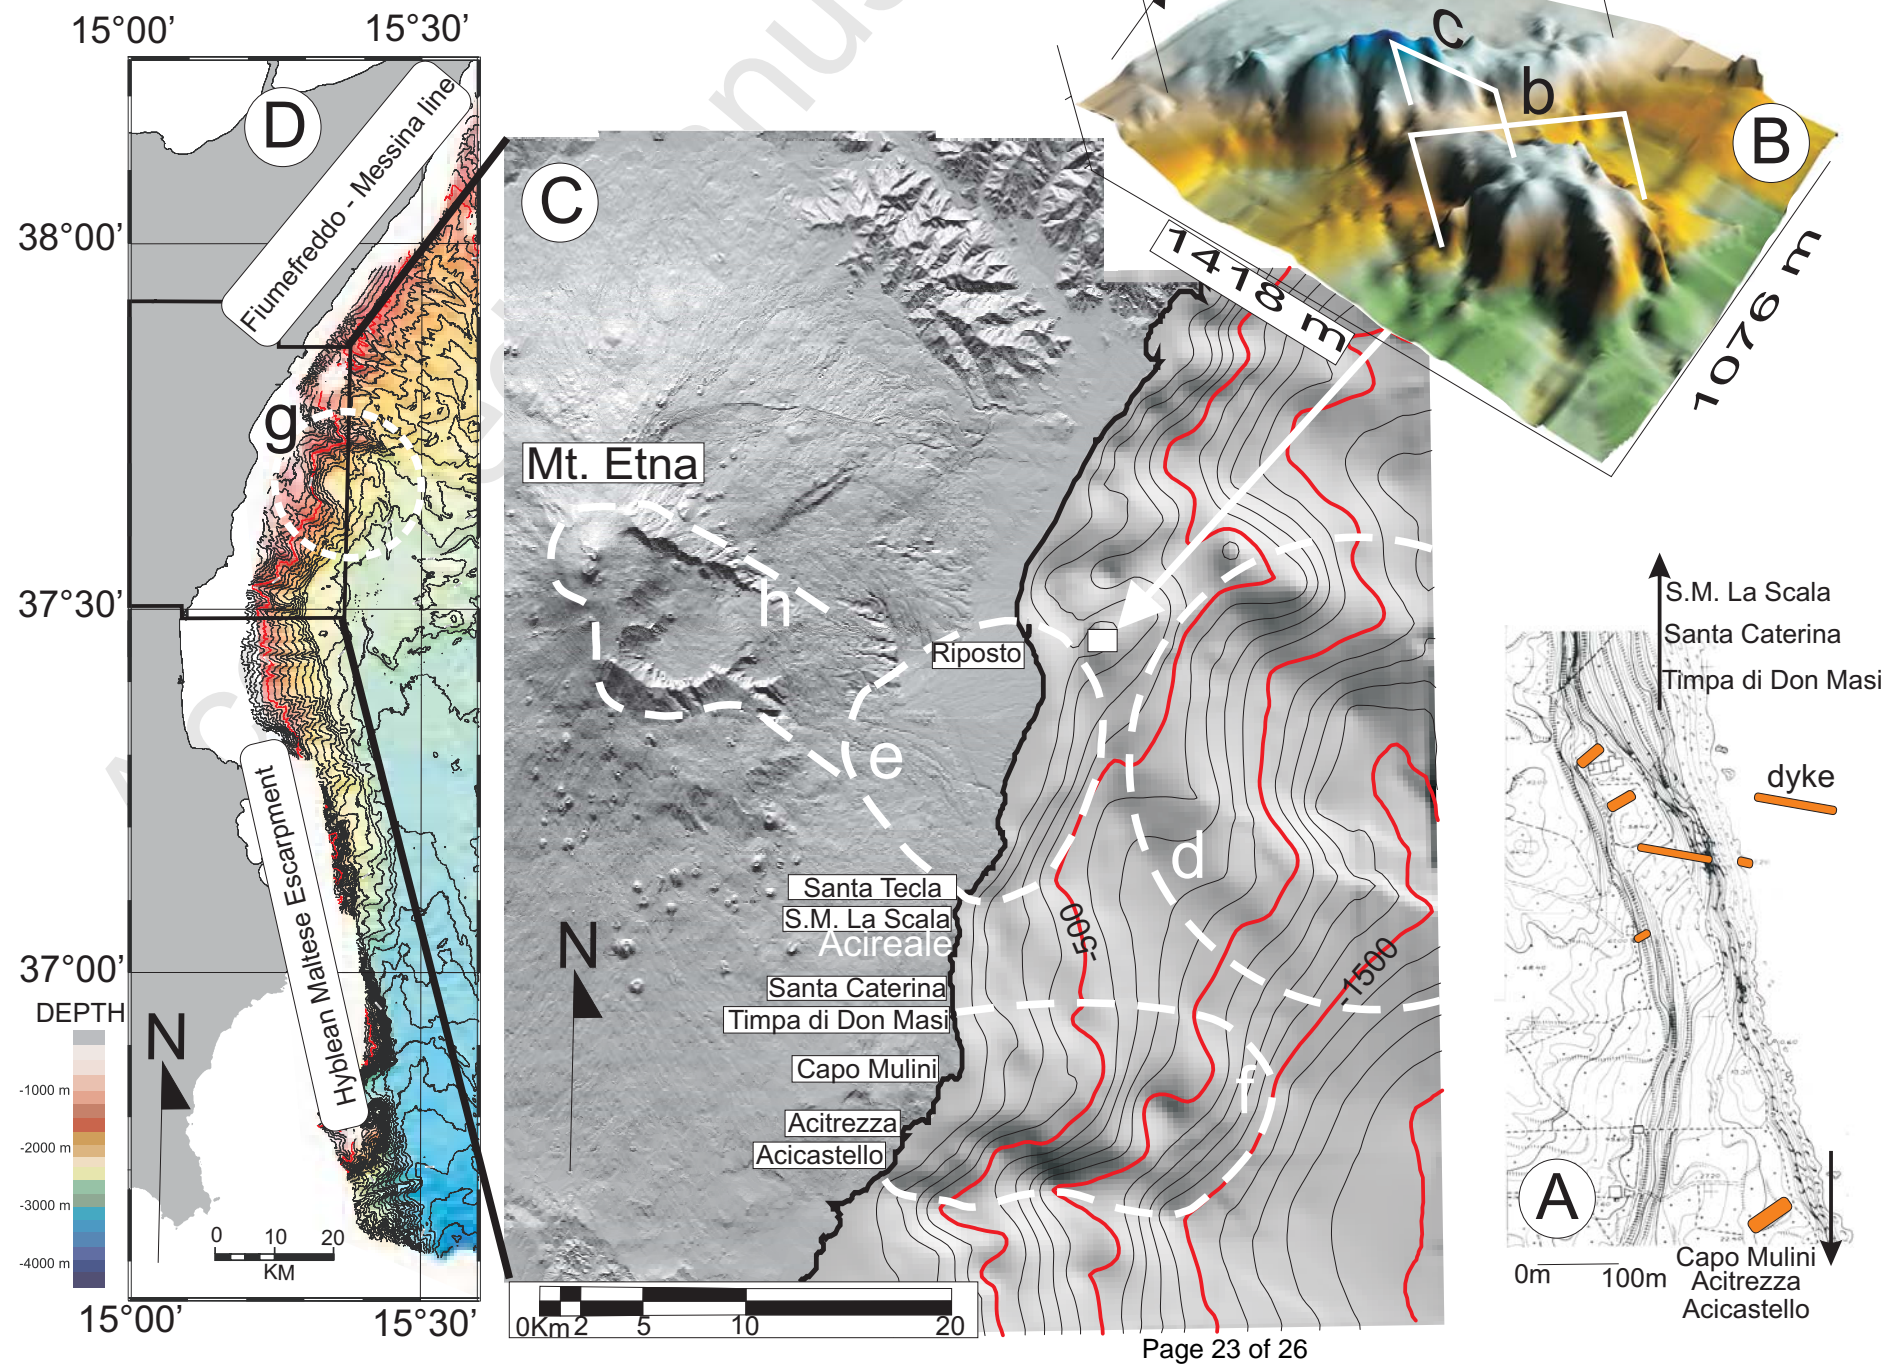 15°00’
15°30’
D
Fiumefreddo - Messina line
38°00’
g
37°30’
Hyblean Maltese Escarpment
37°00’
DEPTH
-1000 m
-2000 m
-3000 m
-4000 m
N
0 10 20
KM
15°00’
15°30’
C
Mt. Etna
h
Riposto
e
d
Santa Tecla
S.M. La Scala
Acireale
Santa Caterina
Timpa di Don Masi
Capo Mulini
Acitrezza
Acicastello
N
-500
-1500
f
0Km 2 5 10 20
c
b
B
1418 m
1076 m
S.M. La Scala
Santa Caterina
Timpa di Don Masi
dyke
A
0m 100m
Capo Mulini
Acitrezza
Acicastello
Page 23 of 26